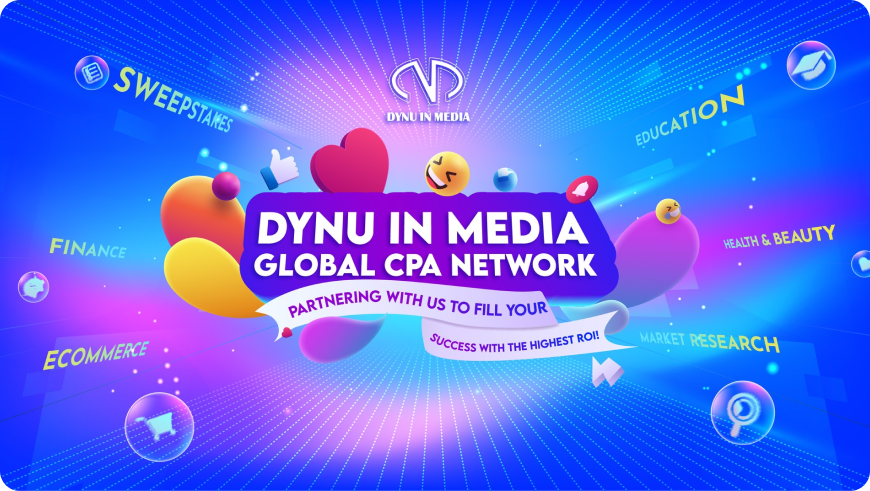 DYNU IN MEDIA
SWEEPSTAKES
EDUCATION
DYNU IN MEDIA
GLOBAL CPA NETWORK
FINANCE
HEALTH & BEAUTY
PARTNERING WITH US TO FILL YOUR
SUCCESS WITH THE HIGHEST ROI!
ECOMMERCE
MARKET RESEARCH